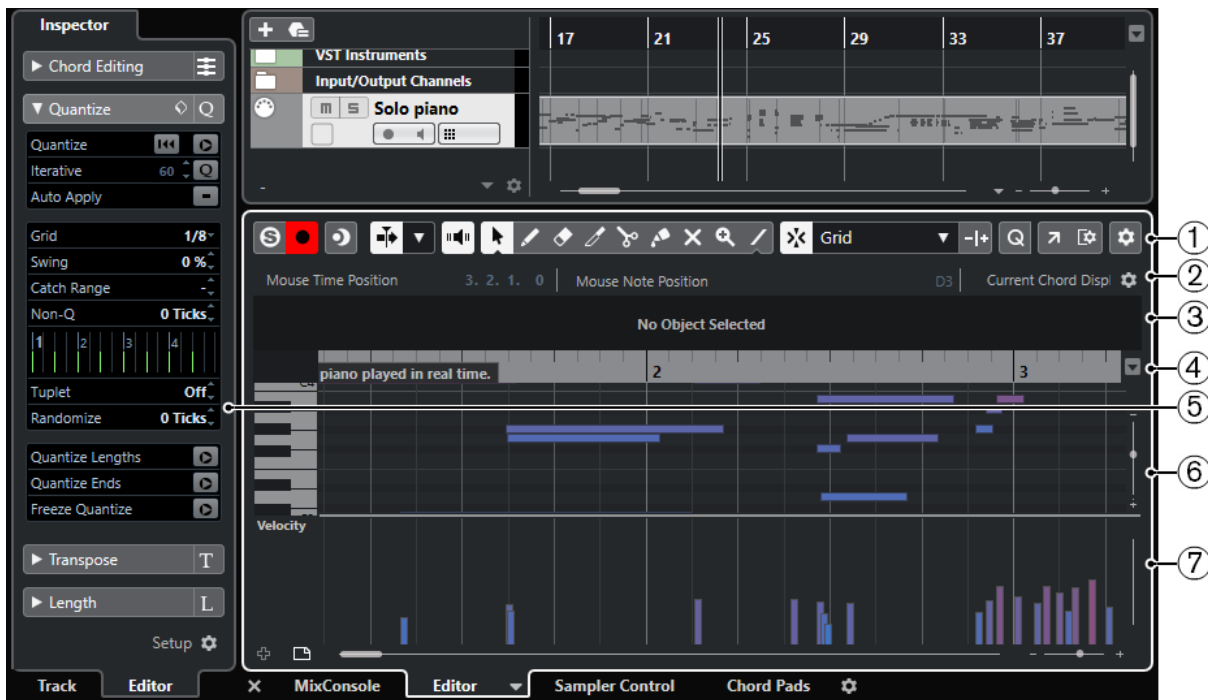 Inspector
Chord Editing
Quantize Q
Quantize
Iterative 60 Q
Auto Apply
Grid 1/8
Swing 0 %
Catch Range -
Non-Q 0 Ticks
1 2 3 4
Tuplet Off
Randomize 0 Ticks
Quantize Lengths
Quantize Ends
Freeze Quantize
Transpose T
Length L
Setup
Track Editor
17 21 25 29 33 37
VST Instruments
Input/Output Channels
m S Solo piano
-
S Grid Q
Mouse Time Position 3. 2. 1. 0 Mouse Note Position D3 Current Chord Displ
No Object Selected
piano played in real time. 2 3
C4
Velocity
MixConsole Editor Sampler Control Chord Pads
1
2
3
4
5
6
7